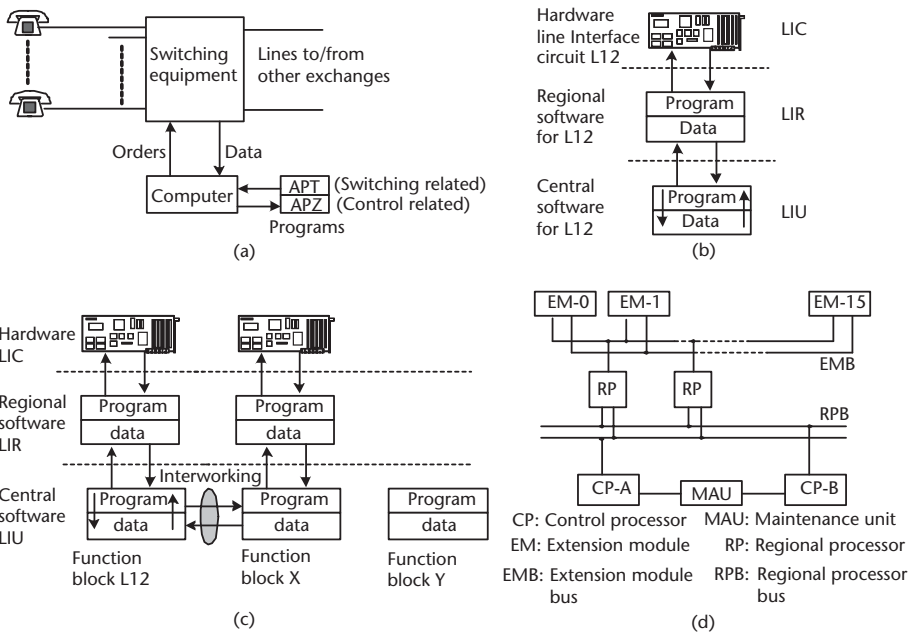 Switching
equipment
Lines to/from
other exchanges
Orders
Data
Computer
APT
(Switching related)
APZ
(Control related)
Programs
(a)
Hardware
line Interface
circuit L12
LIC
Regional
software
for L12
Program
Data
LIR
Central
software
for L12
Program
Data
LIU
(b)
Hardware
LIC
Regional
software
LIR
Program
data
Program
data
Interworking
Central
software
LIU
Program
data
Program
data
Program
data
Function
block L12
Function
block X
Function
block Y
(c)
EM-0
EM-1
EM-15
EMB
RP
RP
RPB
CP-A
MAU
CP-B
CP: Control processor
MAU: Maintenance unit
EM: Extension module
RP: Regional processor
EMB: Extension module
bus
RPB: Regional processor
bus
(d)